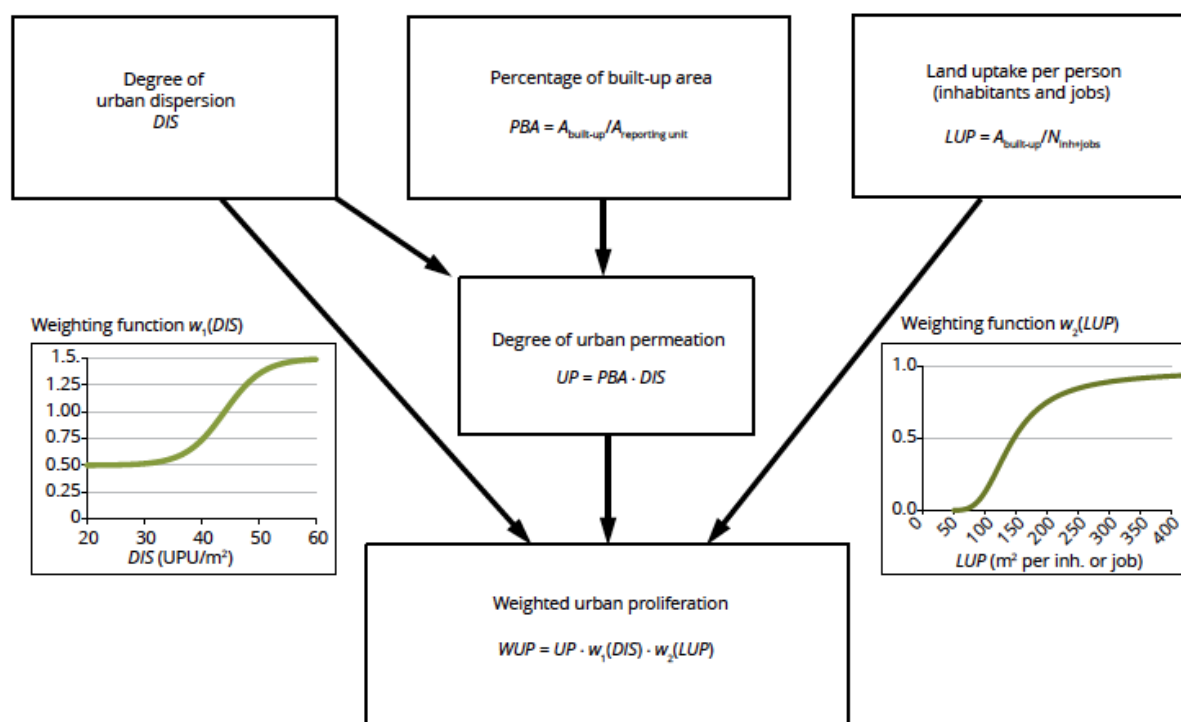 Degree of
urban dispersion
DIS
Percentage of built-up area
PBA = A built-up/A reporting unit
Land uptake per person
(inhabitants and jobs)
LUP = A built-up/N inh+jobs
Degree of urban permeation
UP = PBA · DIS
Weighting function w₁(DIS)
1.5.
1.25
1.00
0.75
0.50
0.25
0
20 30 40 50 60
DIS (UPU/m²)
Weighting function w₂(LUP)
1.0
0.5
0.0
0 50 100 150 200 250 300 350 400
LUP (m² per inh. or job)
Weighted urban proliferation
WUP = UP · w₁(DIS) · w₂(LUP)